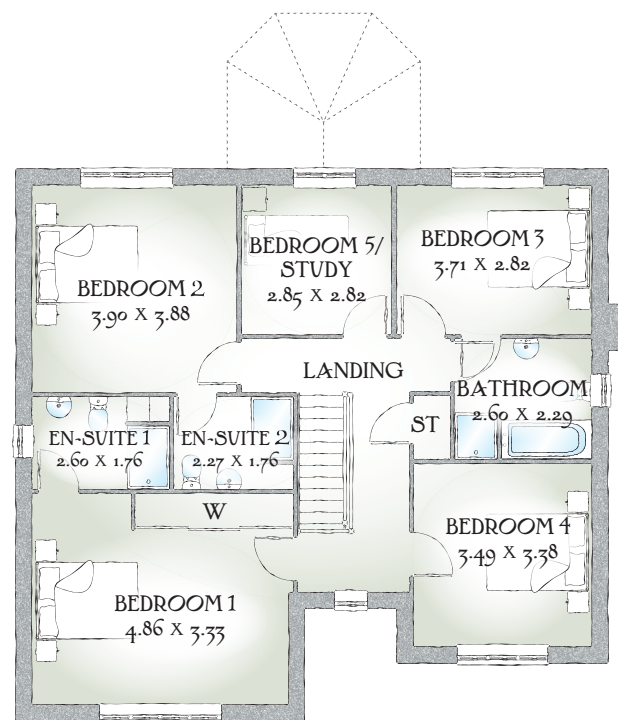 BEDROOM 5/
STUDY
2.85 X 2.82
BEDROOM 3
3.71 X 2.82
BEDROOM 2
3.90 X 3.88
LANDING
BATHROOM
2.60 X 2.29
ST
EN-SUITE 1
2.60 X 1.76
EN-SUITE 2
2.27 X 1.76
W
BEDROOM 4
3.49 X 3.38
BEDROOM 1
4.86 X 3.33